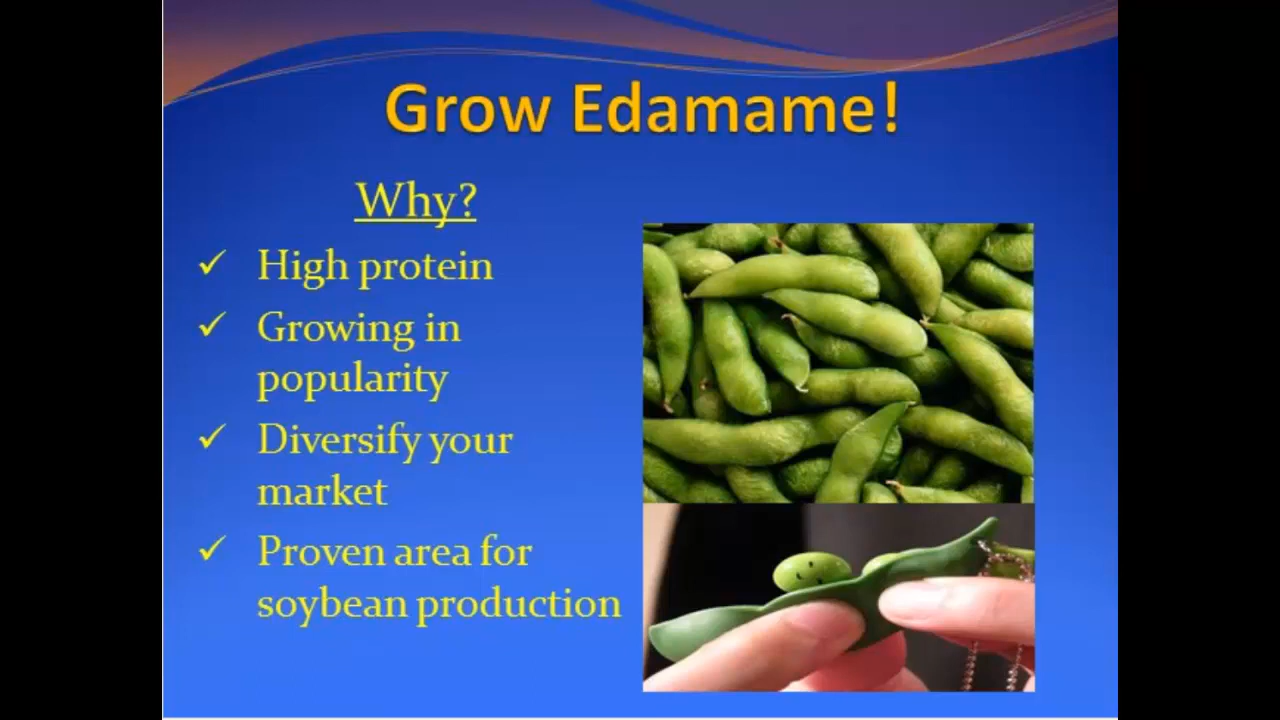 Grow Edamame!
Why?
✓ High protein
✓ Growing in
popularity
✓ Diversify your
market
✓ Proven area for
soybean production